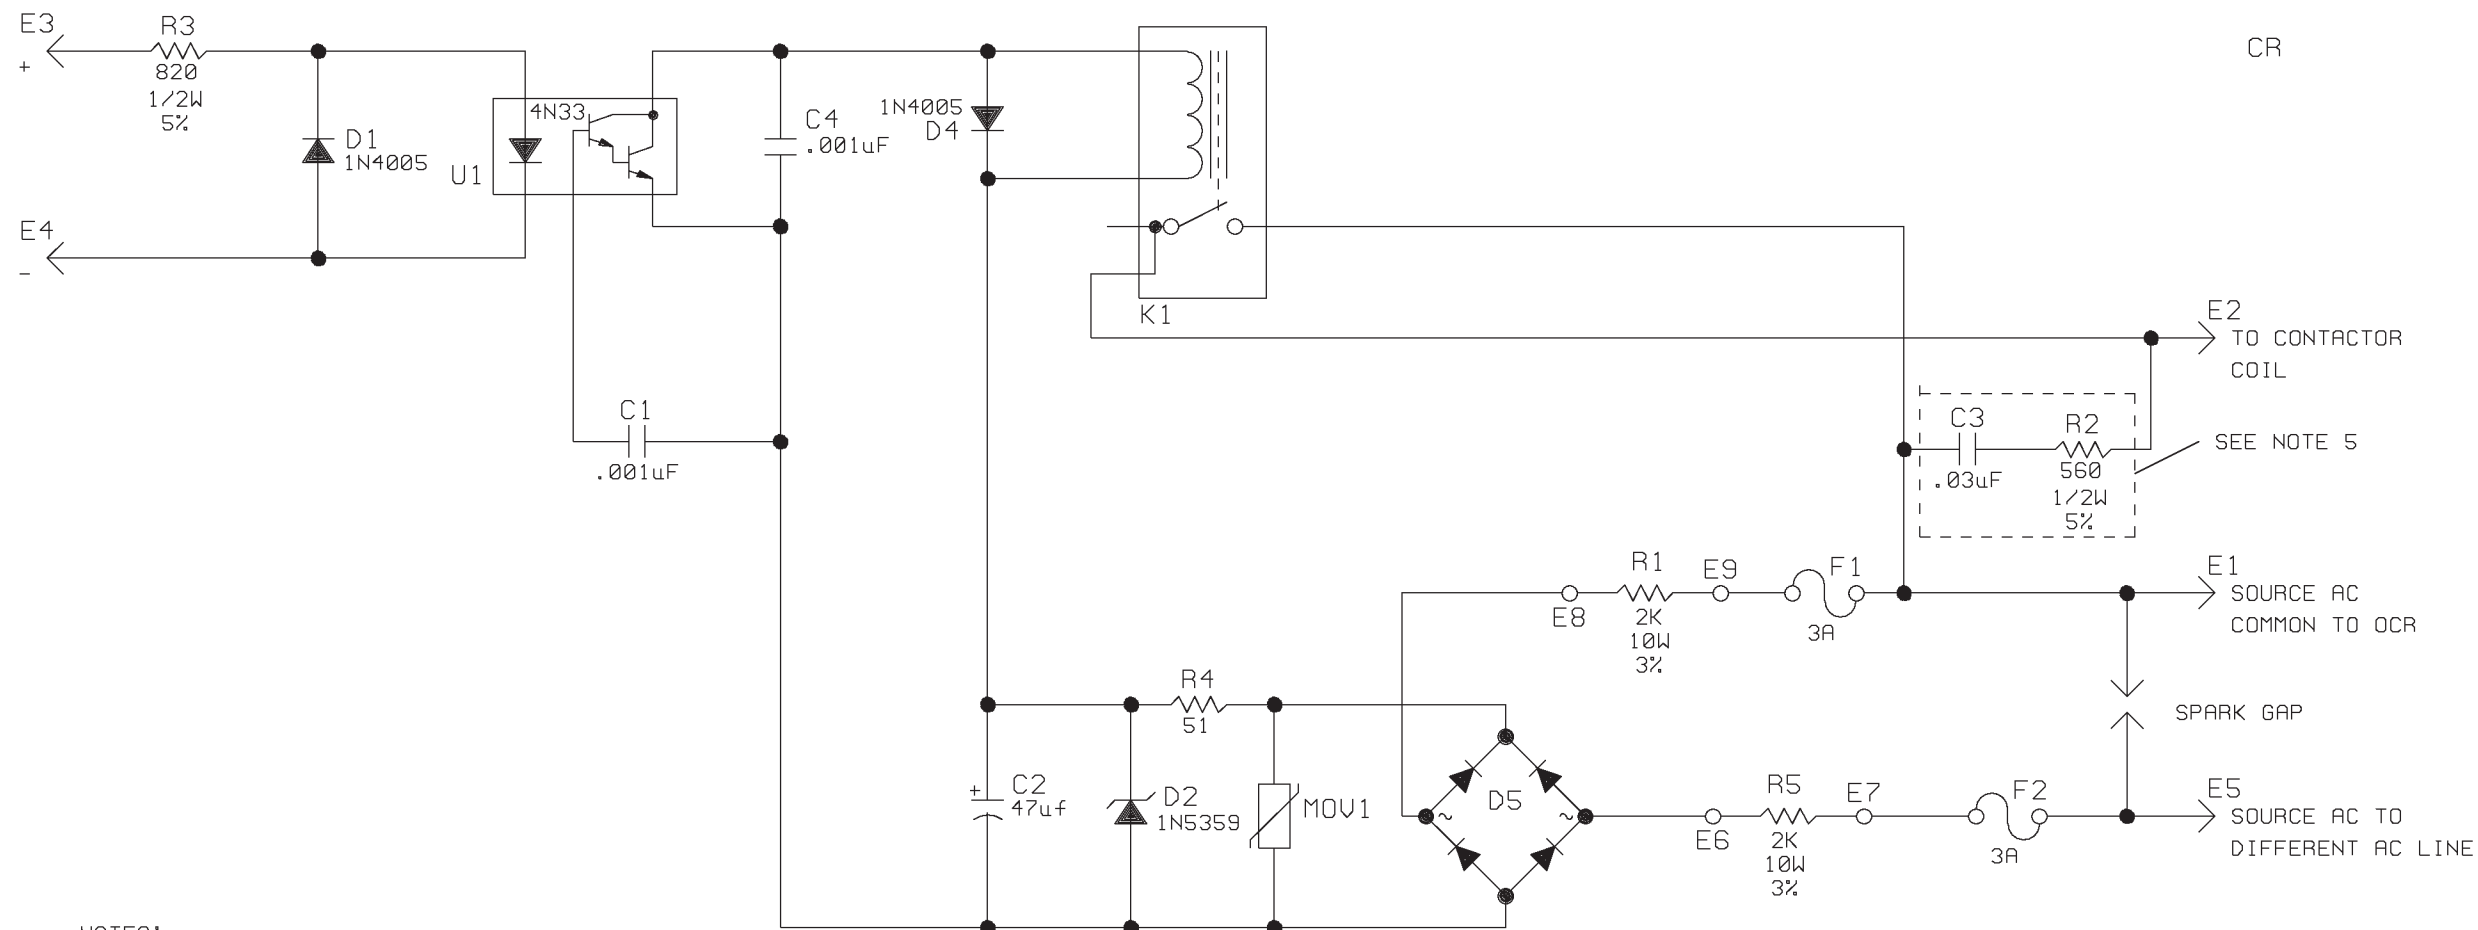 E3
+
R3
820
1/2W
5%
D1
1N4005
E4
-
U1
4N33
C4
.001uF
1N4005
D4
K1
CR
C1
.001uF
E2
TO CONTACTOR
COIL
C3
.03uF
R2
560
1/2W
5%
SEE NOTE 5
E8
R1
2K
10W
3%
E9
F1
3A
E1
SOURCE AC
COMMON TO OCR
SPARK GAP
R4
51
+
C2
47uf
D2
1N5359
MOV1
~
D5
~
E6
R5
2K
10W
3%
E7
F2
3A
E5
SOURCE AC TO
DIFFERENT AC LINE